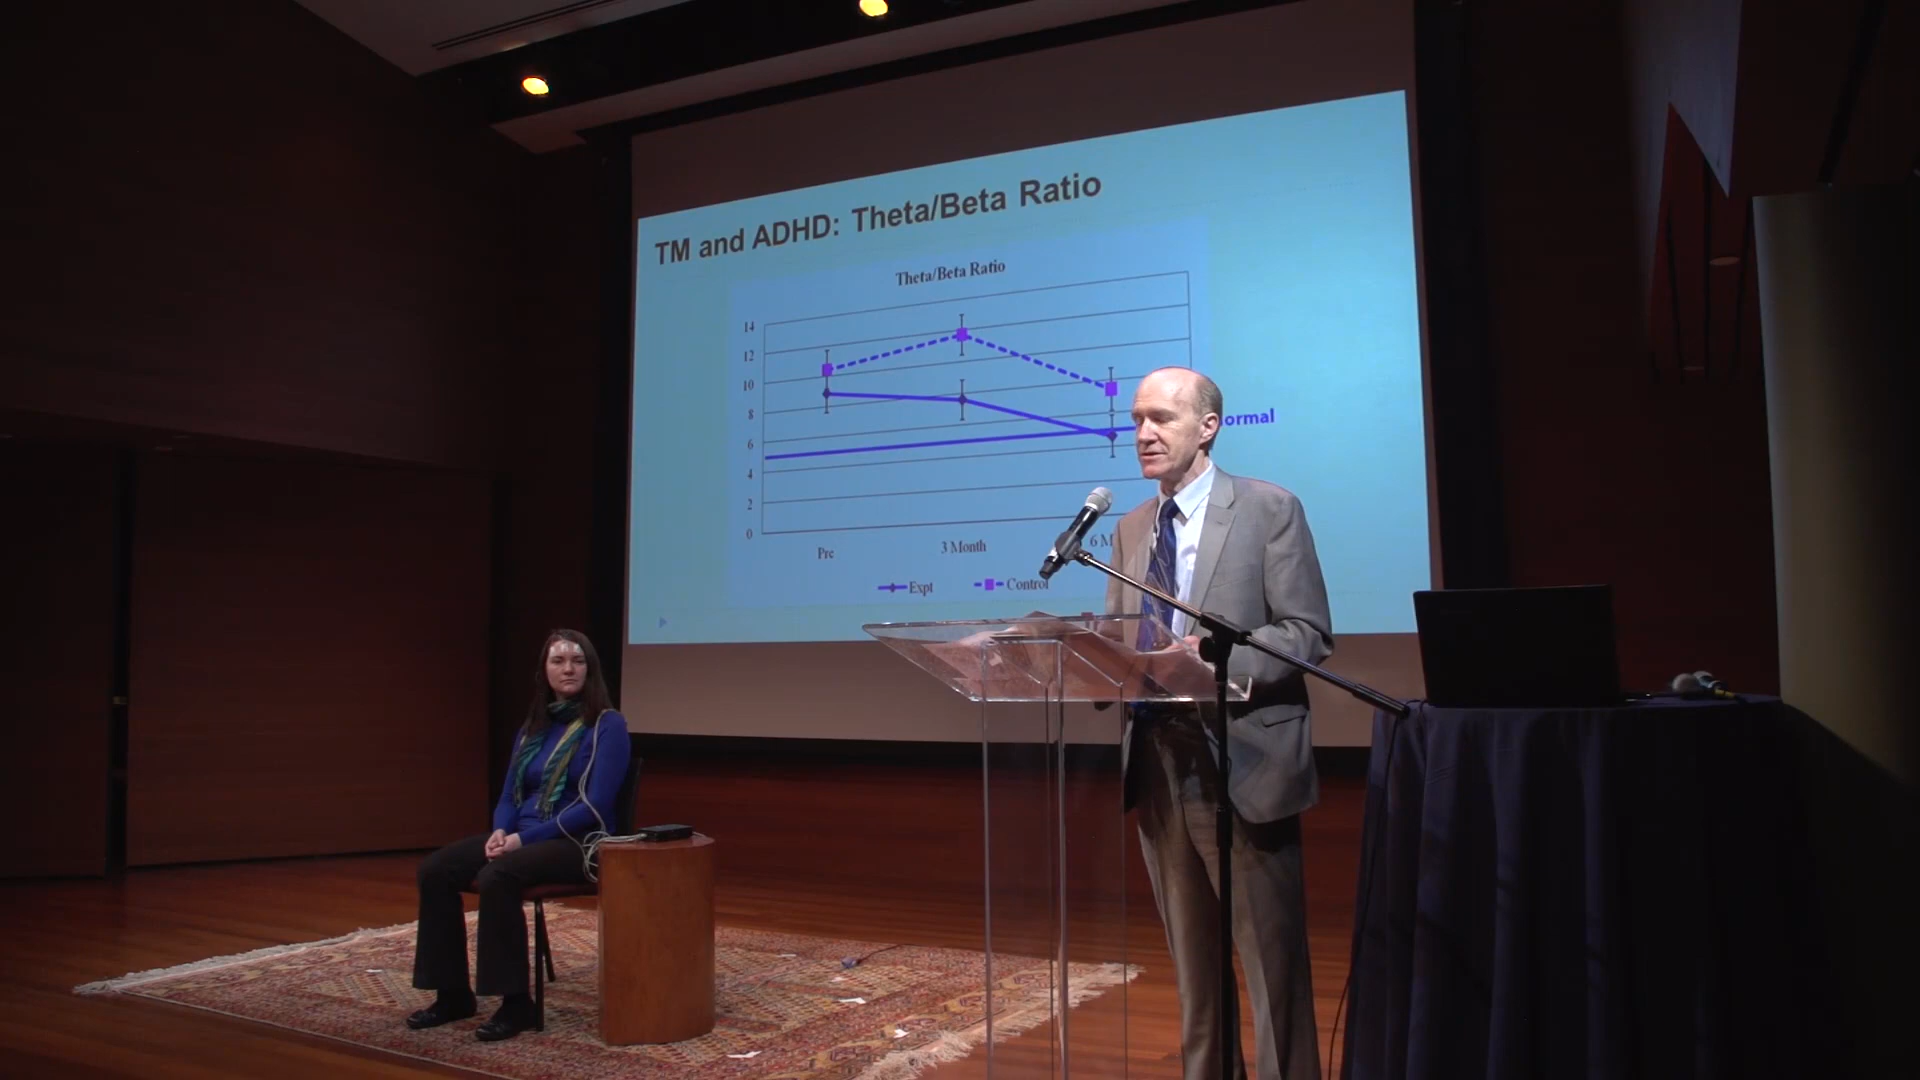 TM and ADHD: Theta/Beta Ratio
Theta/Beta Ratio
14
12
10
8
6
4
2
0
ormal
Pre 3 Month 6 M
Expt Control